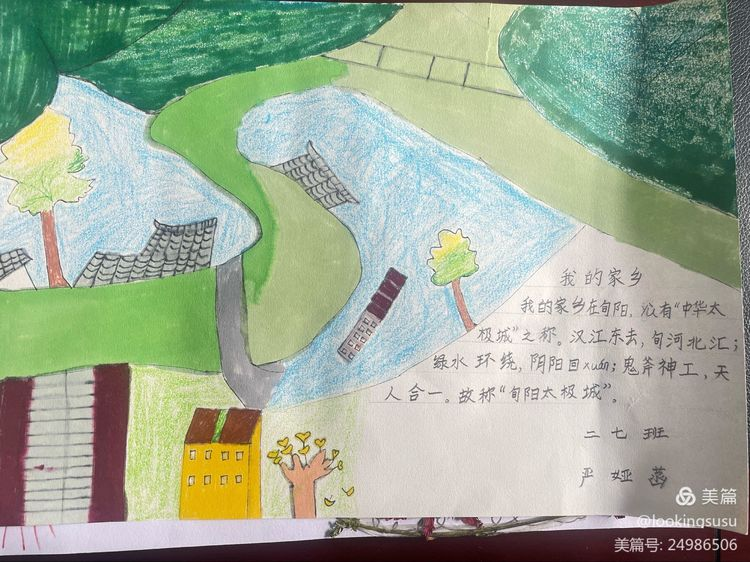 我的家乡
我的家乡在旬阳，沁有“中华太
极城”之称。汉江东去，旬河北汇；
绿水环绕，阴阳回xuán；鬼斧神工，天
人合一。故称“旬阳太极城”。
二七班
严娅菡
美篇
@lookingsusu
美篇号: 24986506